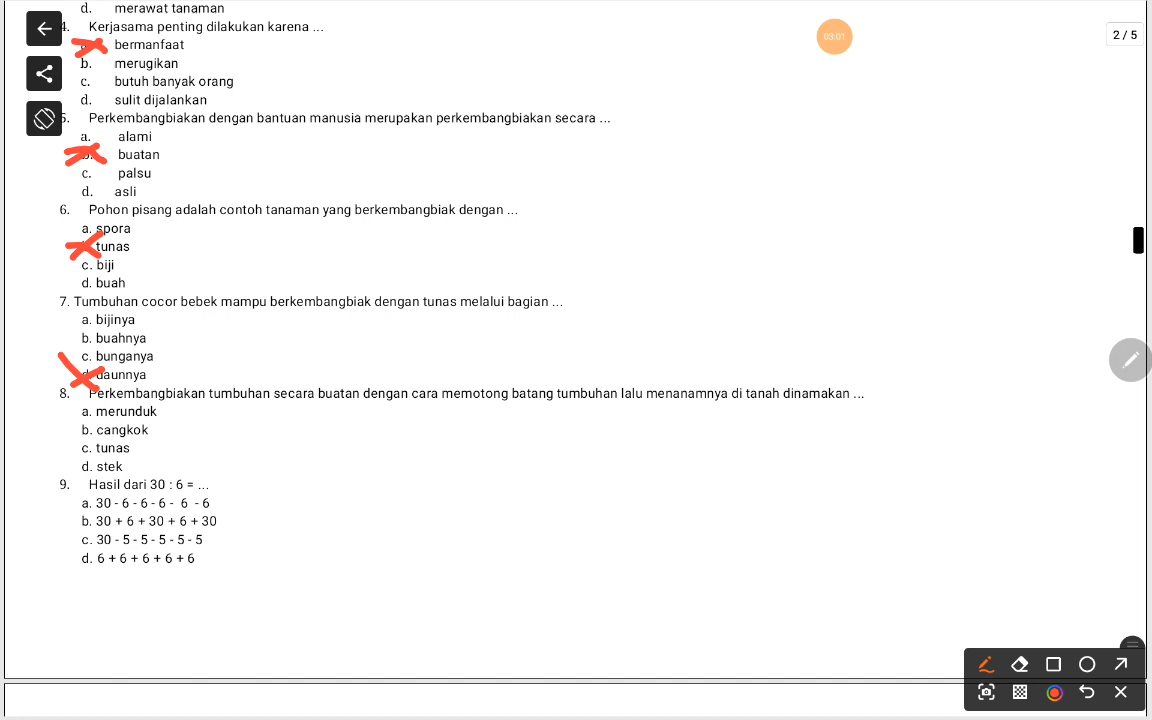 d. merawat tanaman
4. Kerjasama penting dilakukan karena ...
bermanfaat
b. merugikan
c. butuh banyak orang
d. sulit dijalankan
5. Perkembangbiakan dengan bantuan manusia merupakan perkembangbiakan secara ...
a. alami
b. buatan
c. palsu
d. asli
6. Pohon pisang adalah contoh tanaman yang berkembangbiak dengan ...
a. spora
tunas
c. biji
d. buah
7. Tumbuhan cocor bebek mampu berkembangbiak dengan tunas melalui bagian ...
a. bijinya
b. buahnya
c. bunganya
d. daunnya
8. Perkembangbiakan tumbuhan secara buatan dengan cara memotong batang tumbuhan lalu menanamnya di tanah dinamakan ...
a. merunduk
b. cangkok
c. tunas
d. stek
9. Hasil dari 30 : 6 = ...
a. 30 - 6 - 6 - 6 - 6 - 6
b. 30 + 6 + 30 + 6 + 30
c. 30 - 5 - 5 - 5 - 5 - 5
d. 6 + 6 + 6 + 6 + 6
03:01
2 / 5